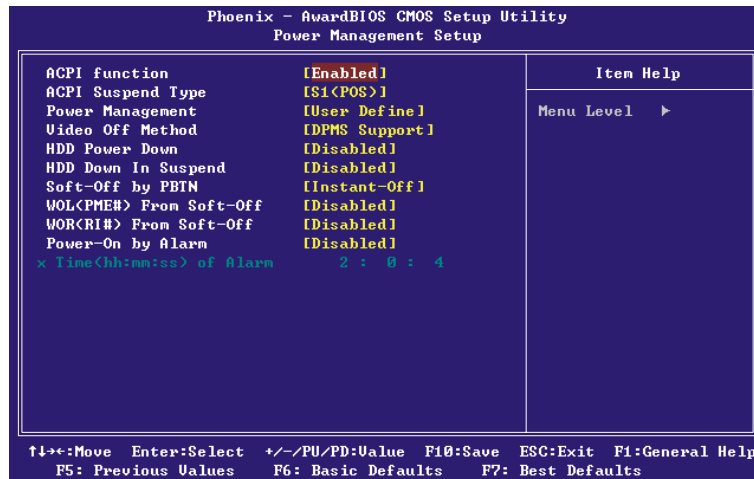 Phoenix - AwardBIOS CMOS Setup Utility
Power Management Setup
ACPI function [Enabled]
ACPI Suspend Type [S1(POS)]
Power Management [User Define]
Video Off Method [DPMS Support]
HDD Power Down [Disabled]
HDD Down In Suspend [Disabled]
Soft-Off by PBTN [Instant-Off]
WOL(PME#) From Soft-Off [Disabled]
WOR(RI#) From Soft-Off [Disabled]
Power-On by Alarm [Disabled]
x Time(hh:mm:ss) of Alarm 2 : 0 : 4
Item Help
Menu Level ▶
↑↓→←:Move Enter:Select +/-/PU/PD:Value F10:Save ESC:Exit F1:General Help
F5: Previous Values F6: Basic Defaults F7: Best Defaults